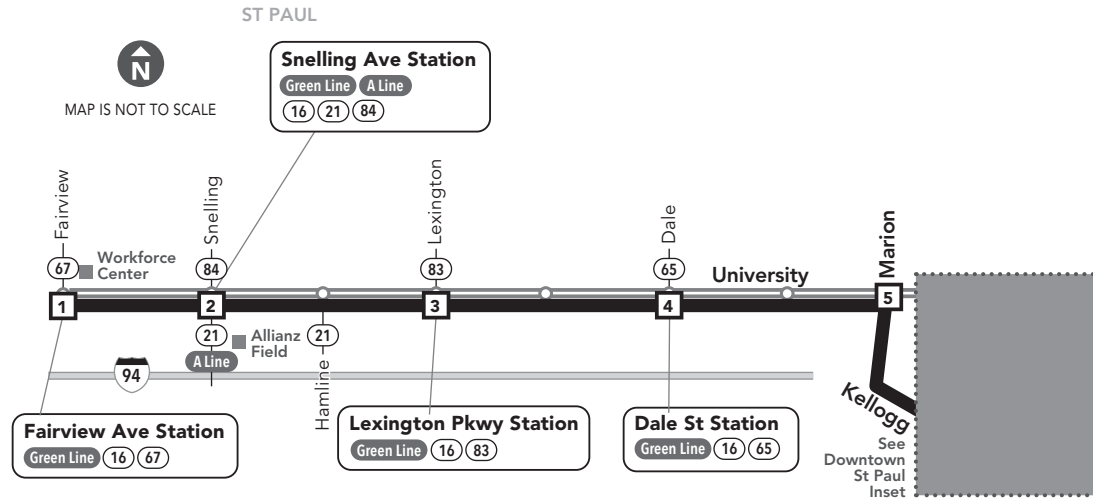 ST PAUL
N
MAP IS NOT TO SCALE
Snelling Ave Station
Green Line A Line
16 21 84
Fairview
Snelling
Lexington
Dale
Marion
67
Workforce
Center
84
83
65
University
1
2
3
4
5
21
Allianz
Field
21
A Line
94
Hamline
Kellogg
Fairview Ave Station
Green Line 16 67
Lexington Pkwy Station
Green Line 16 83
Dale St Station
Green Line 16 65
See
Downtown
St Paul
Inset